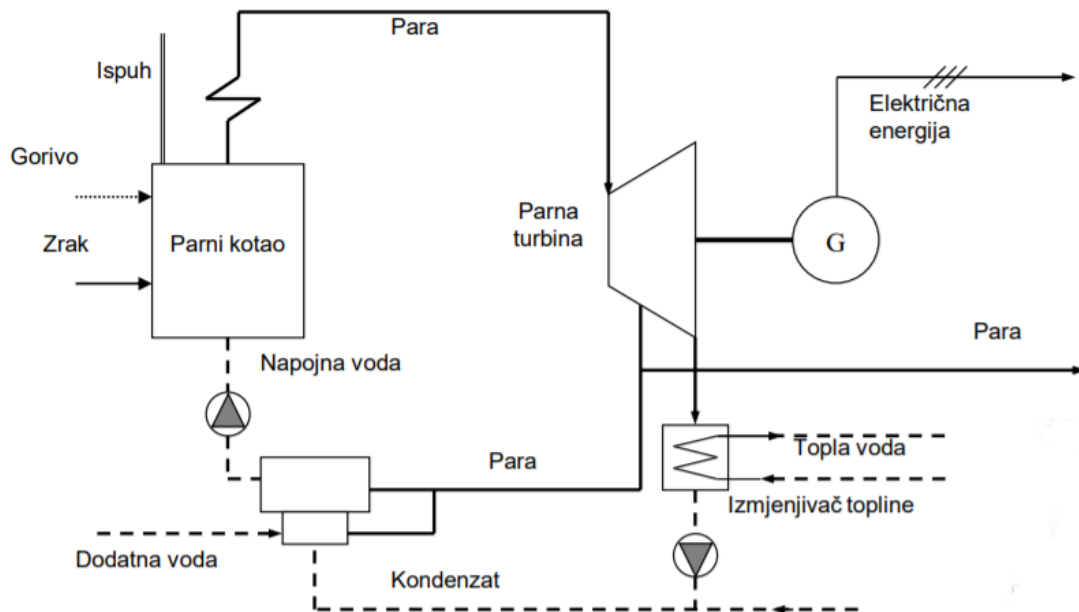 Para
Ispuh
Električna
energija
Gorivo
Parna
turbina
Zrak
Parni kotao
G
Para
Napojna voda
Topla voda
Para
Izmjenjivač topline
Dodatna voda
Kondenzat